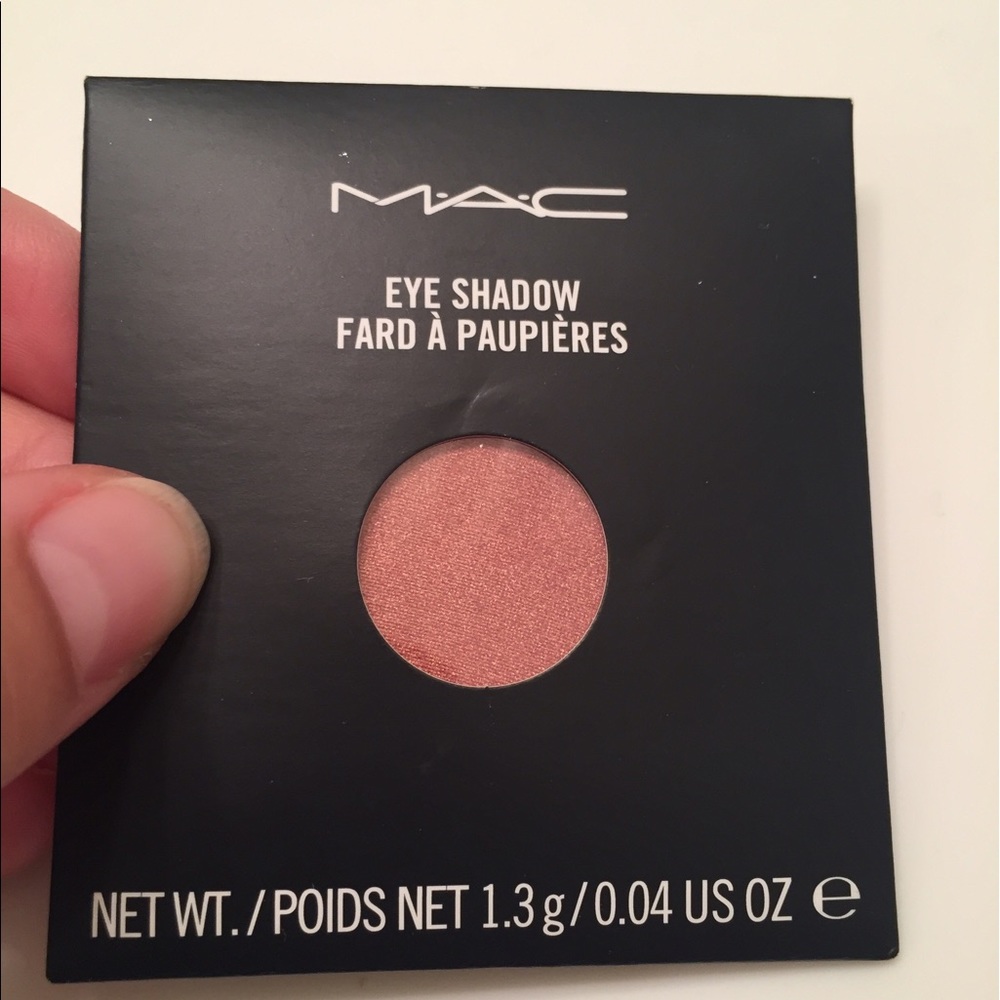 M·A·C
EYE SHADOW
FARD À PAUPIÈRES
NET WT./POIDS NET 1.3 g/0.04 US OZ ℮